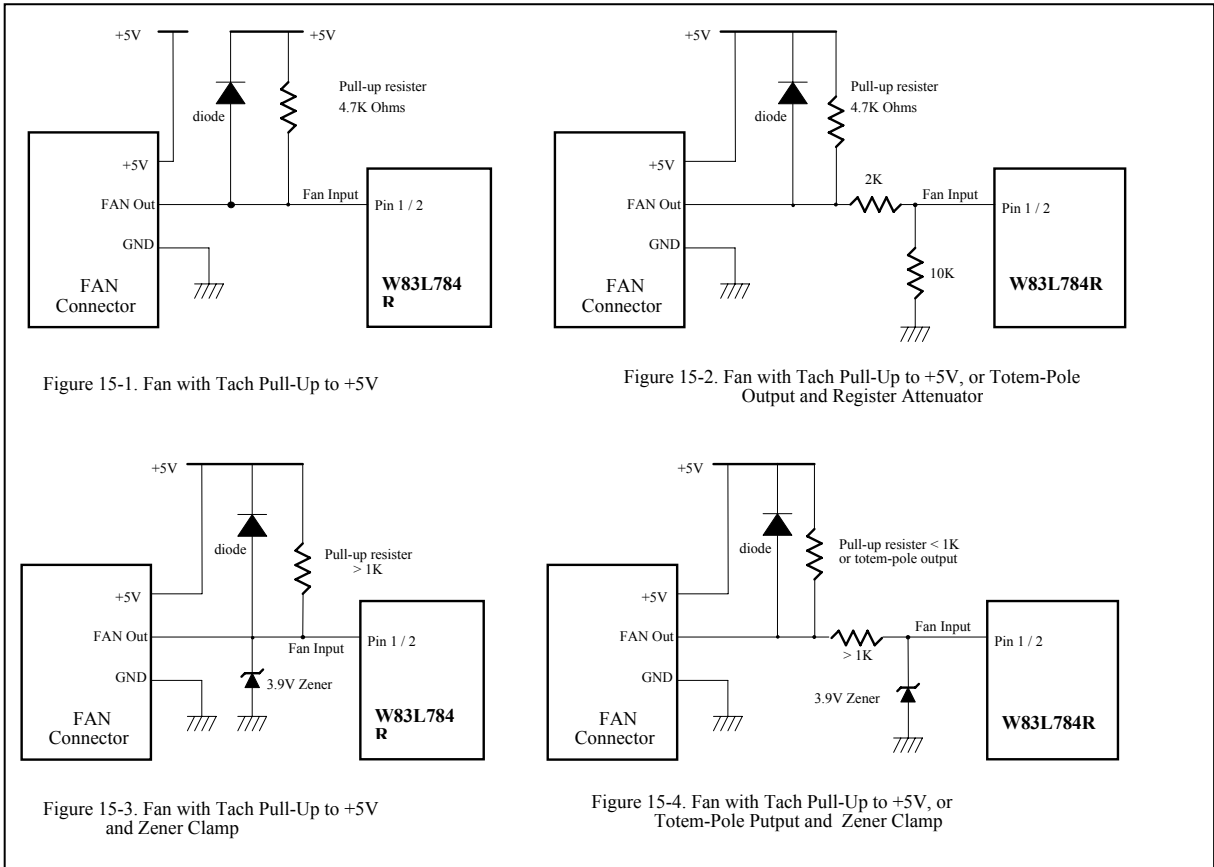 +5V
+5V
diode
Pull-up resister
4.7K Ohms
+5V
FAN Out
Fan Input
Pin 1 / 2
GND
FAN
Connector
W83L784
R
Figure 15-1. Fan with Tach Pull-Up to +5V
+5V
diode
Pull-up resister
4.7K Ohms
+5V
2K
FAN Out
Fan Input
Pin 1 / 2
GND
10K
FAN
Connector
W83L784R
Figure 15-2. Fan with Tach Pull-Up to +5V, or Totem-Pole
Output and Register Attenuator
+5V
diode
Pull-up resister
> 1K
+5V
FAN Out
Fan Input
Pin 1 / 2
GND
3.9V Zener
FAN
Connector
W83L784
R
Figure 15-3. Fan with Tach Pull-Up to +5V
and Zener Clamp
+5V
diode
Pull-up resister < 1K
or totem-pole output
+5V
FAN Out
Fan Input
Pin 1 / 2
> 1K
GND
3.9V Zener
FAN
Connector
W83L784R
Figure 15-4. Fan with Tach Pull-Up to +5V, or
Totem-Pole Putput and Zener Clamp